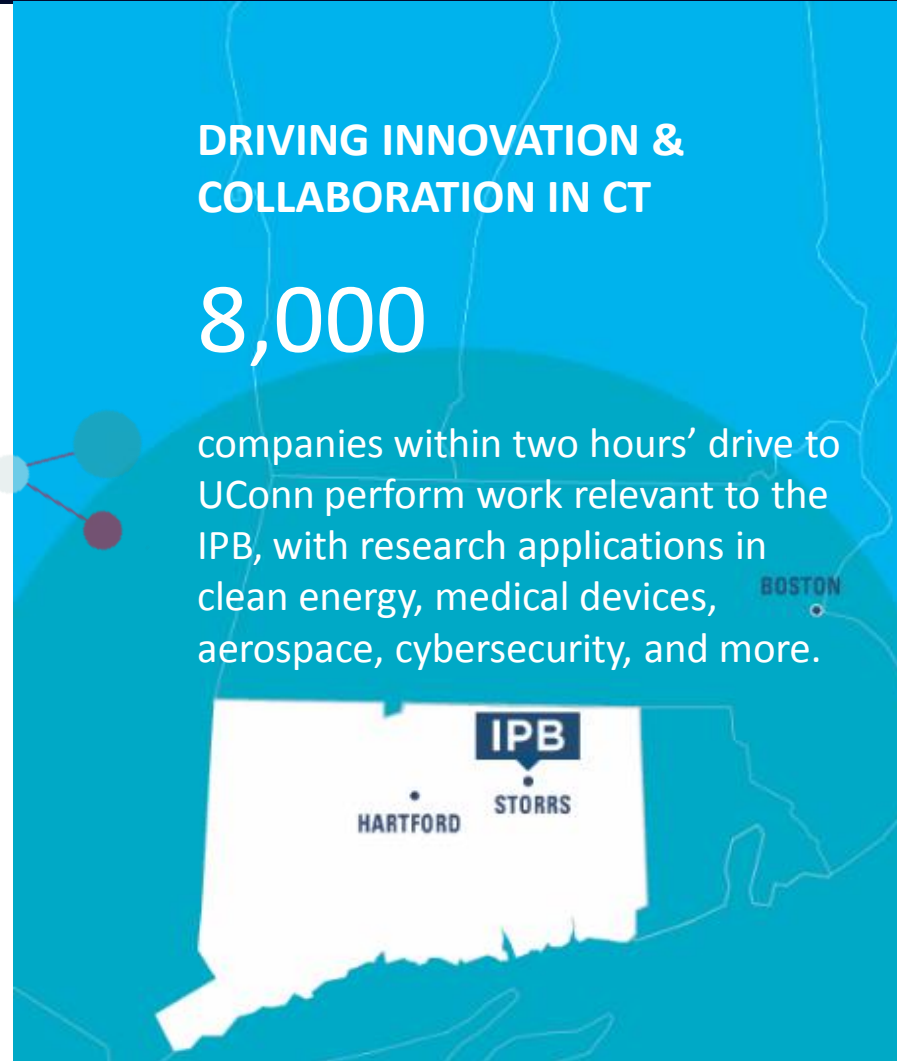 DRIVING INNOVATION &
COLLABORATION IN CT
8,000
companies within two hours’ drive to
UConn perform work relevant to the
IPB, with research applications in
clean energy, medical devices,
aerospace, cybersecurity, and more.
BOSTON
IPB
STORRS
HARTFORD